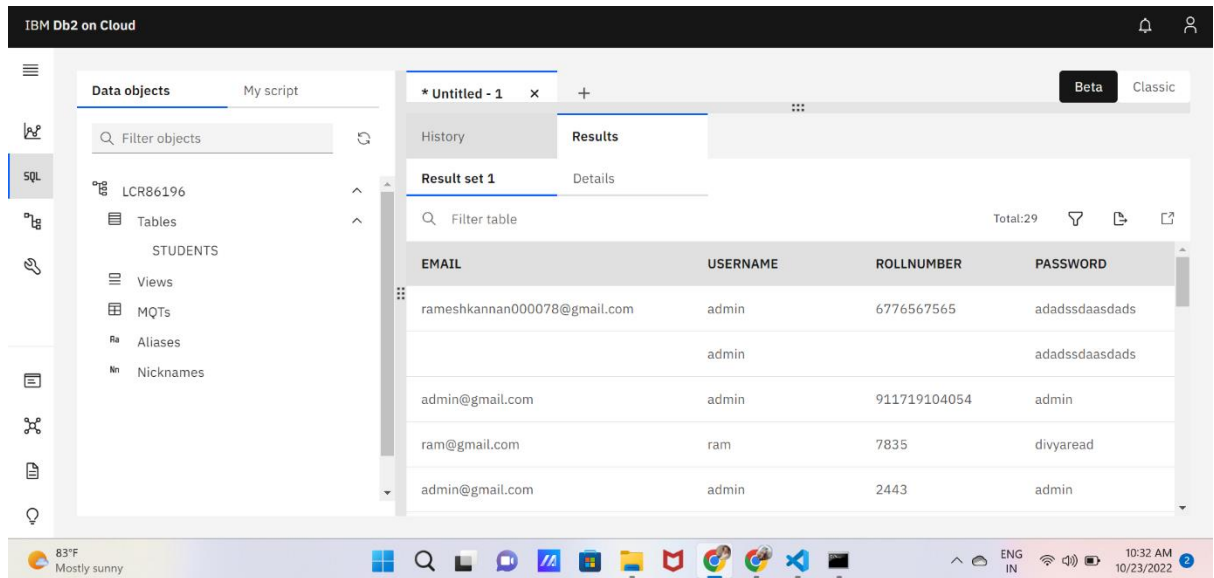 IBM Db2 on Cloud
Data objects My script
* Untitled - 1 × +
Beta Classic
Filter objects
History Results
SQL
LCR86196
Result set 1 Details
Tables
Filter table Total:29
STUDENTS
Views
EMAIL USERNAME ROLLNUMBER PASSWORD
MQTs
rameshkannan000078@gmail.com admin 6776567565 adadssdaasdads
Aa Aliases
admin adadssdaasdads
Nn Nicknames
admin@gmail.com admin 911719104054 admin
ram@gmail.com ram 7835 divyaread
admin@gmail.com admin 2443 admin
83°F
Mostly sunny
ENG
IN
10:32 AM
10/23/2022
2